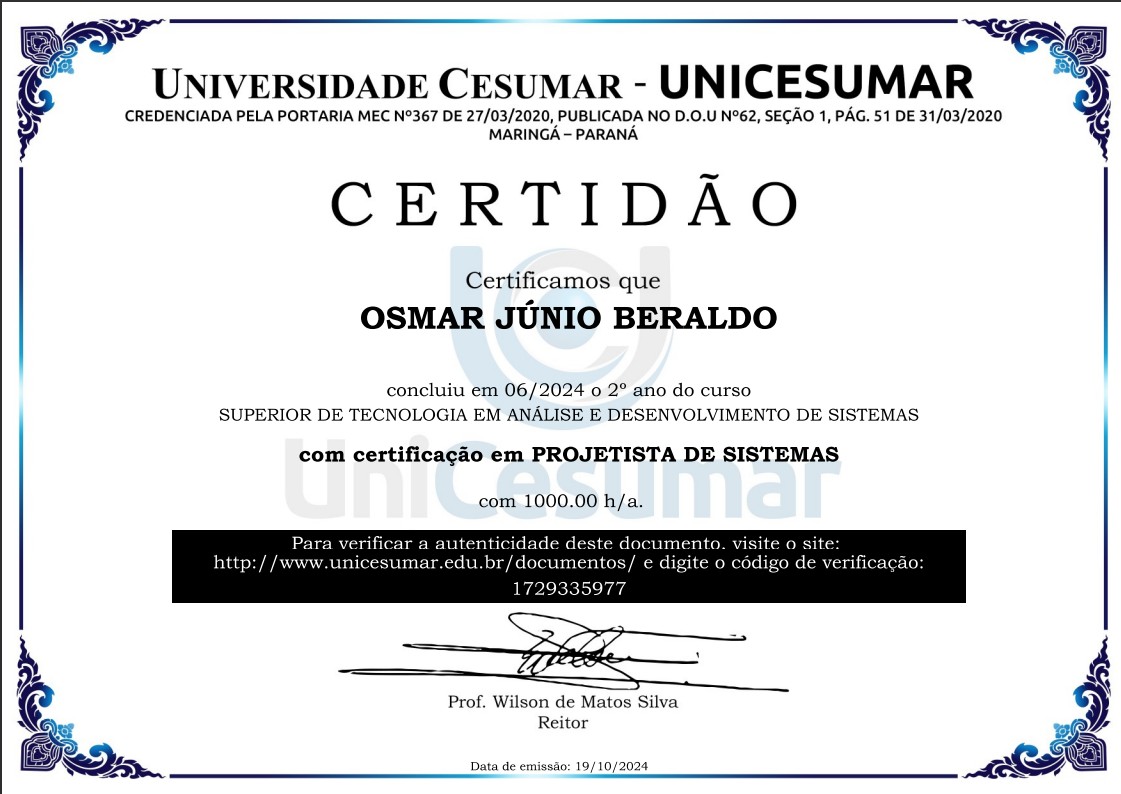 UNIVERSIDADE CESUMAR - UNICESUMAR
CREDENCIADA PELA PORTARIA MEC Nº367 DE 27/03/2020, PUBLICADA NO D.O.U Nº62, SEÇÃO 1, PÁG. 51 DE 31/03/2020
MARINGÁ – PARANÁ
CERTIDÃO
Certificamos que
OSMAR JÚNIO BERALDO
concluiu em 06/2024 o 2º ano do curso
SUPERIOR DE TECNOLOGIA EM ANÁLISE E DESENVOLVIMENTO DE SISTEMAS
com certificação em PROJETISTA DE SISTEMAS
UniCesumar
com 1000.00 h/a.
Para verificar a autenticidade deste documento. visite o site:
http://www.unicesumar.edu.br/documentos/ e digite o código de verificação:
1729335977
Prof. Wilson de Matos Silva
Reitor
Data de emissão: 19/10/2024